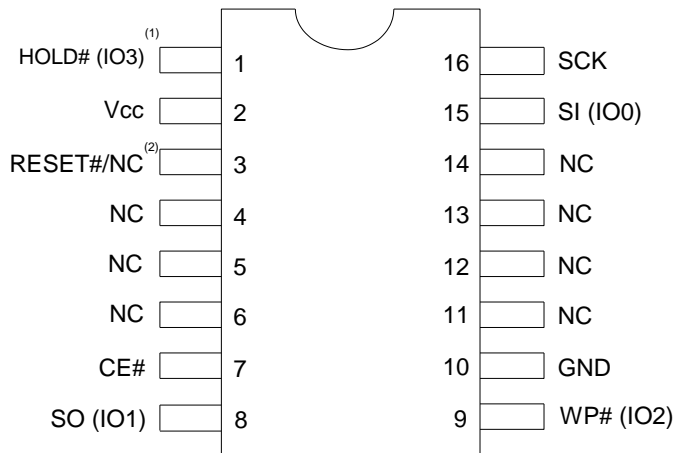 HOLD# (IO3) (1) 1 16 SCK
Vcc 2 15 SI (IO0)
RESET#/NC (2) 3 14 NC
NC 4 13 NC
NC 5 12 NC
NC 6 11 NC
CE# 7 10 GND
SO (IO1) 8 9 WP# (IO2)